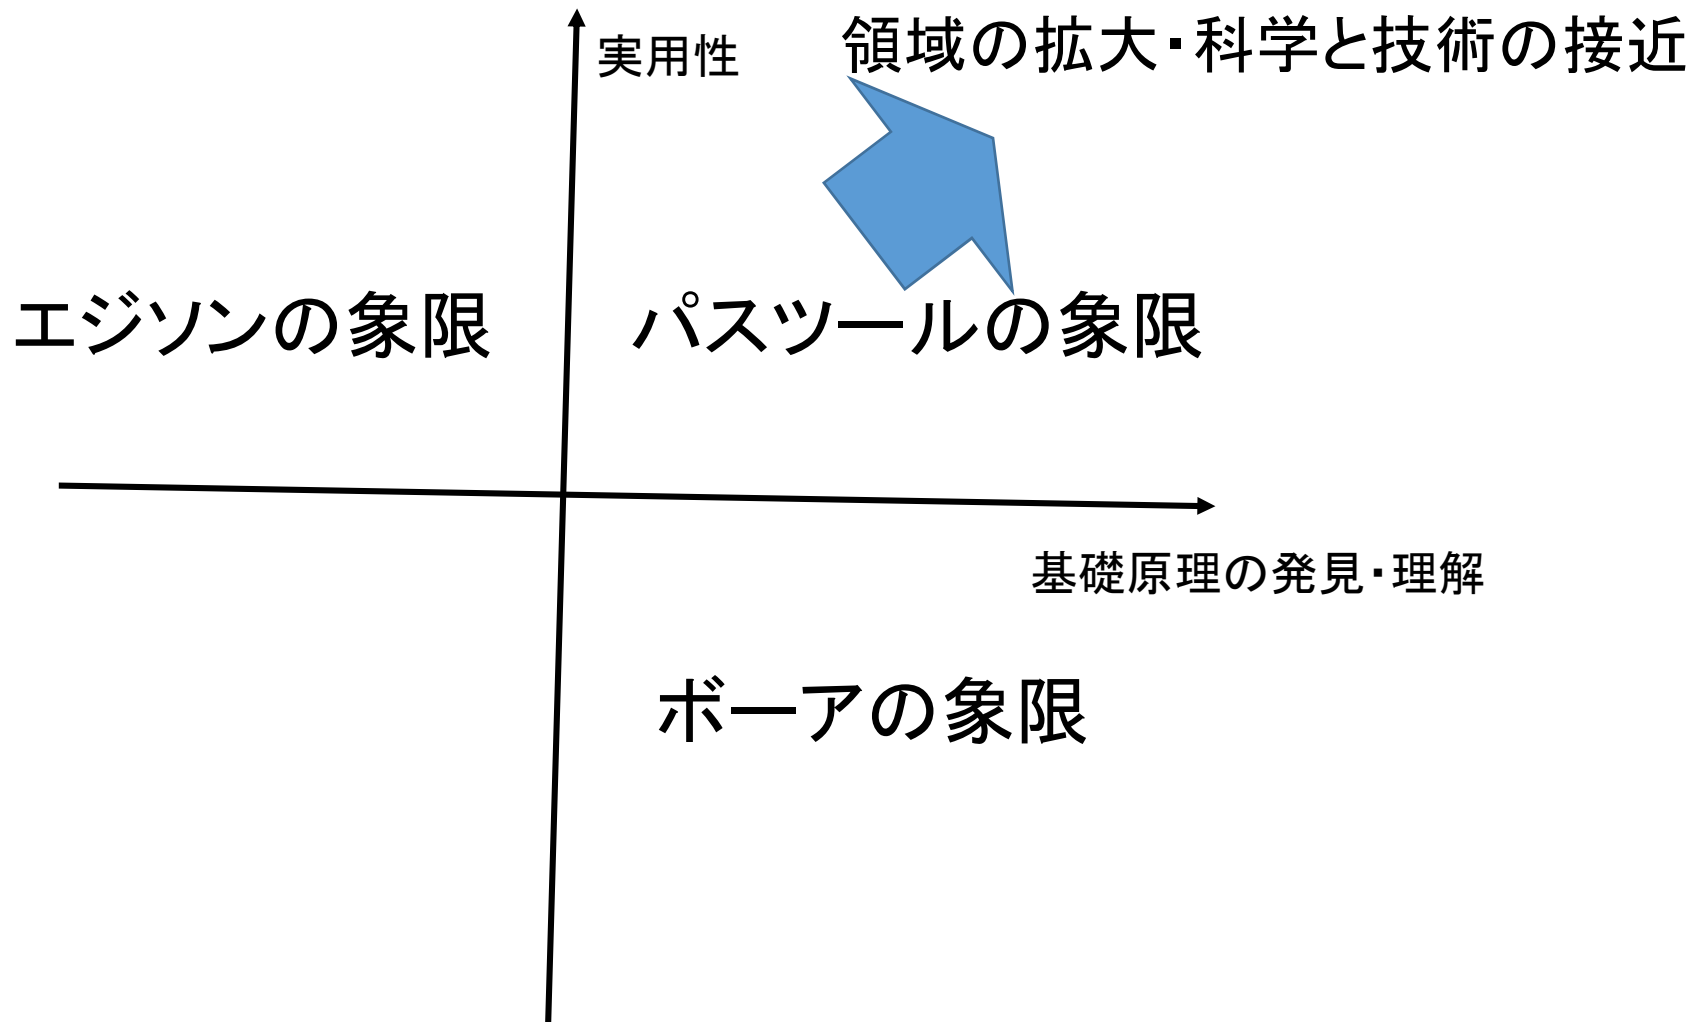 実用性
領域の拡大・科学と技術の接近
エジソンの象限
パスツールの象限
基礎原理の発見・理解
ボーアの象限